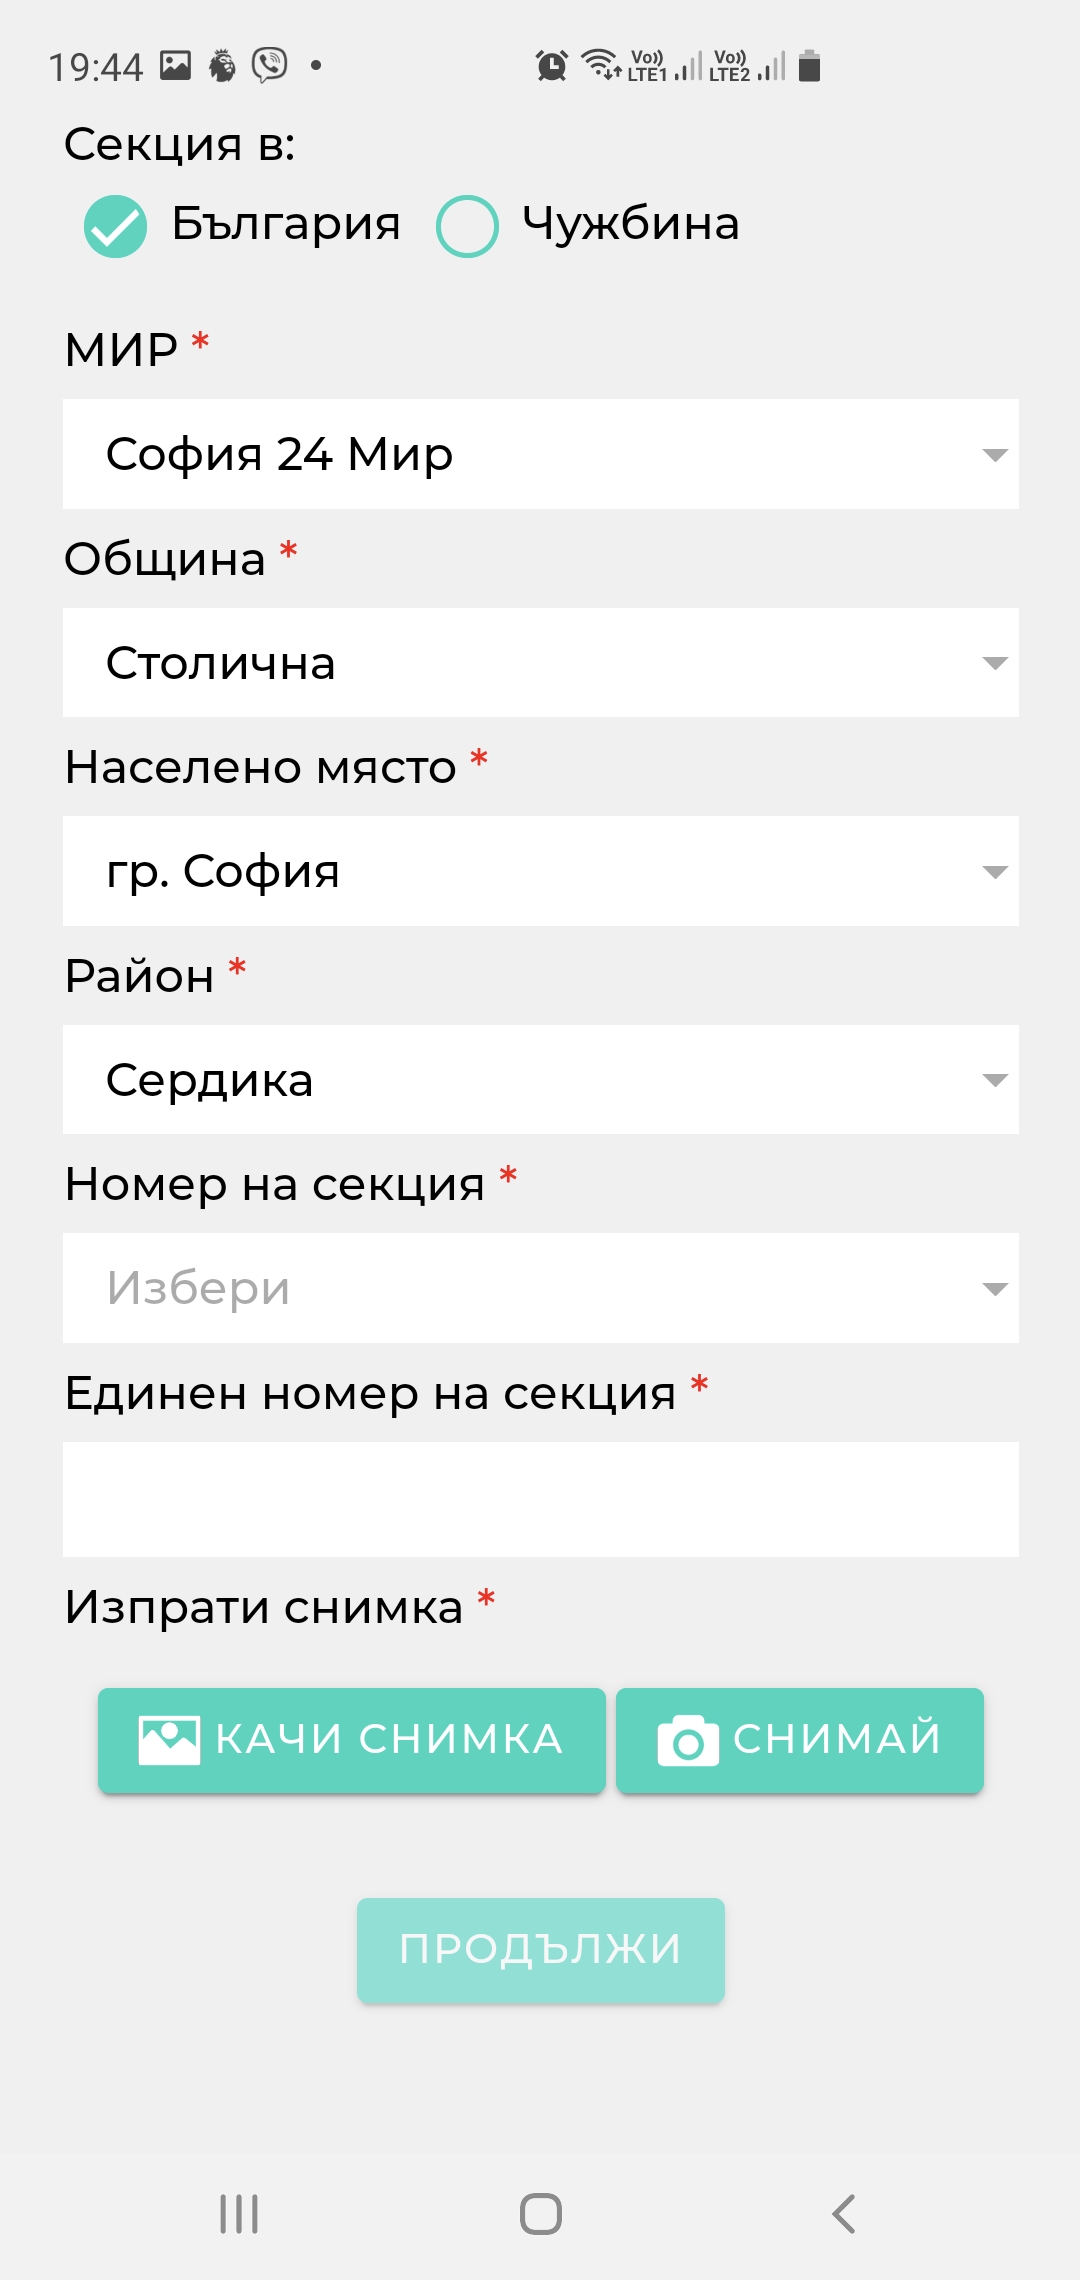 19:44
Vo)) LTE1 Vo)) LTE2
Секция в:
България Чужбина
МИР *
София 24 Мир
Община *
Столична
Населено място *
гр. София
Район *
Сердика
Номер на секция *
Избери
Единен номер на секция *
Изпрати снимка *
КАЧИ СНИМКА СНИМАЙ
ПРОДЪЛЖИ